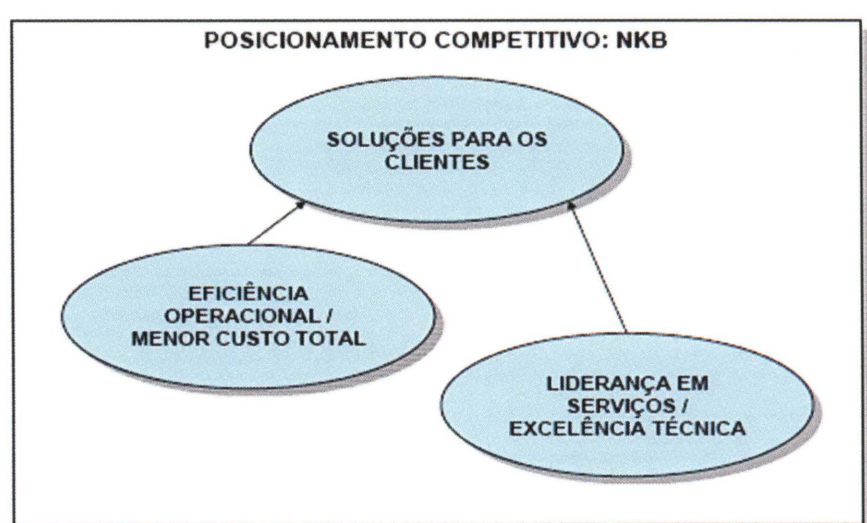 POSICIONAMENTO COMPETITIVO: NKB
SOLUÇÕES PARA OS
CLIENTES
EFICIÊNCIA
OPERACIONAL /
MENOR CUSTO TOTAL
LIDERANÇA EM
SERVIÇOS /
EXCELÊNCIA TÉCNICA